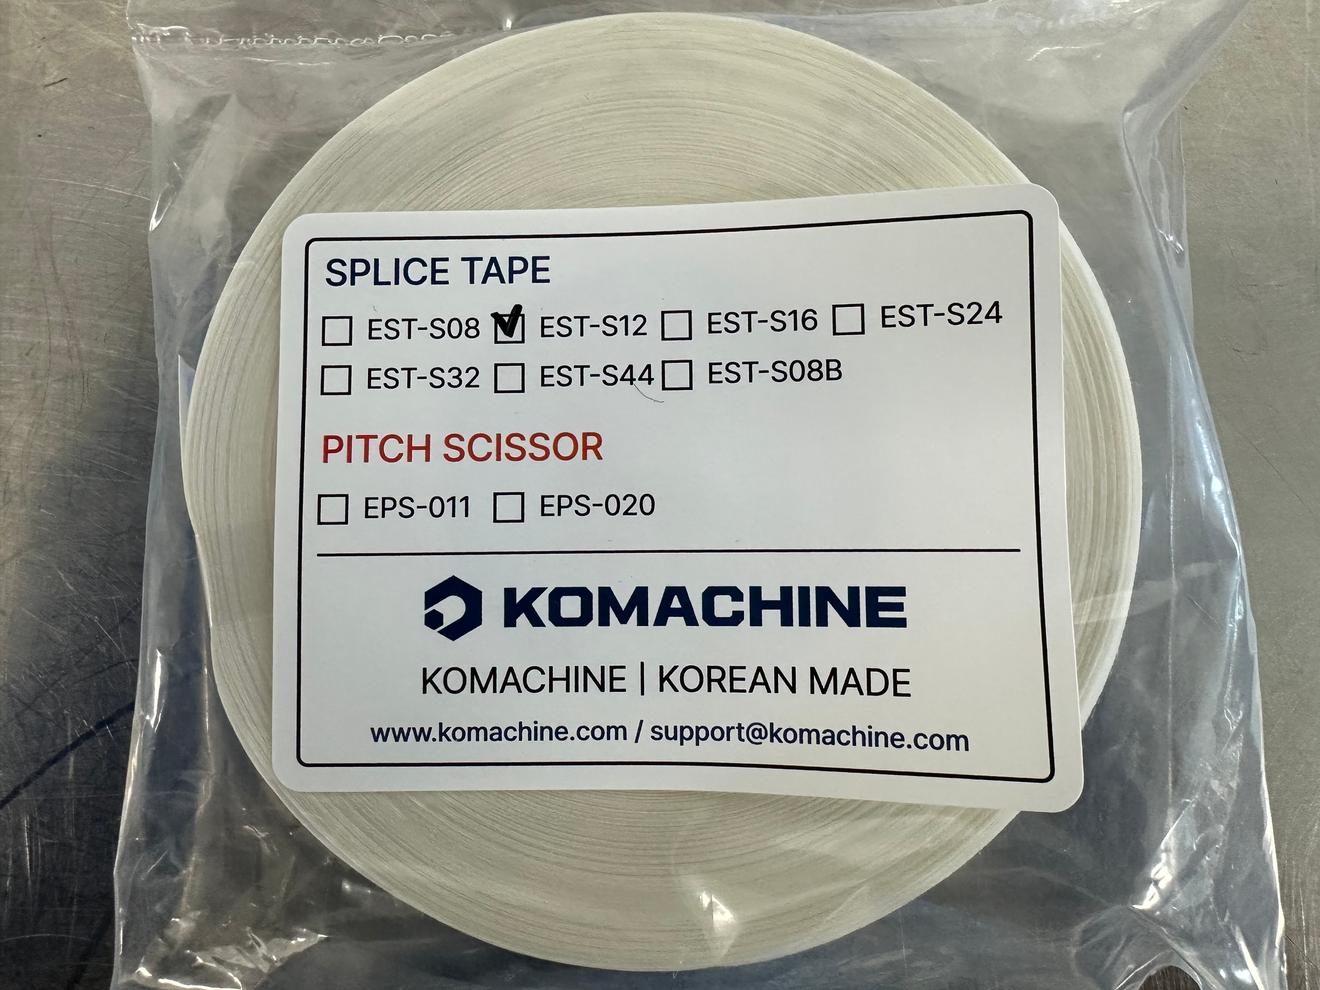 SPLICE TAPE
☐ EST-S08 ☑ EST-S12 ☐ EST-S16 ☐ EST-S24
☐ EST-S32 ☐ EST-S44 ☐ EST-S08B
PITCH SCISSOR
☐ EPS-011 ☐ EPS-020
KOMACHINE
KOMACHINE | KOREAN MADE
www.komachine.com / support@komachine.com